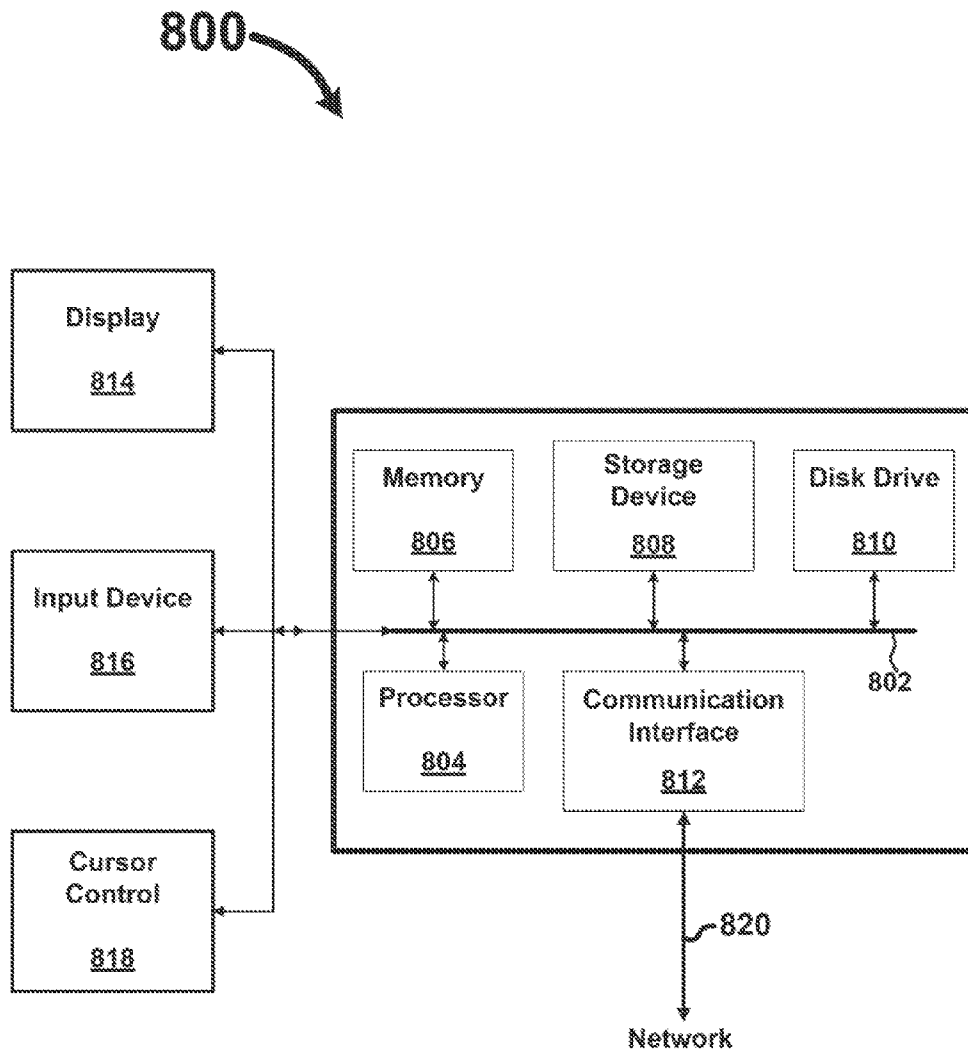 800
Display
814
Input Device
816
Cursor
Control
818
Memory
806
Storage
Device
808
Disk Drive
810
802
Processor
804
Communication
Interface
812
820
Network